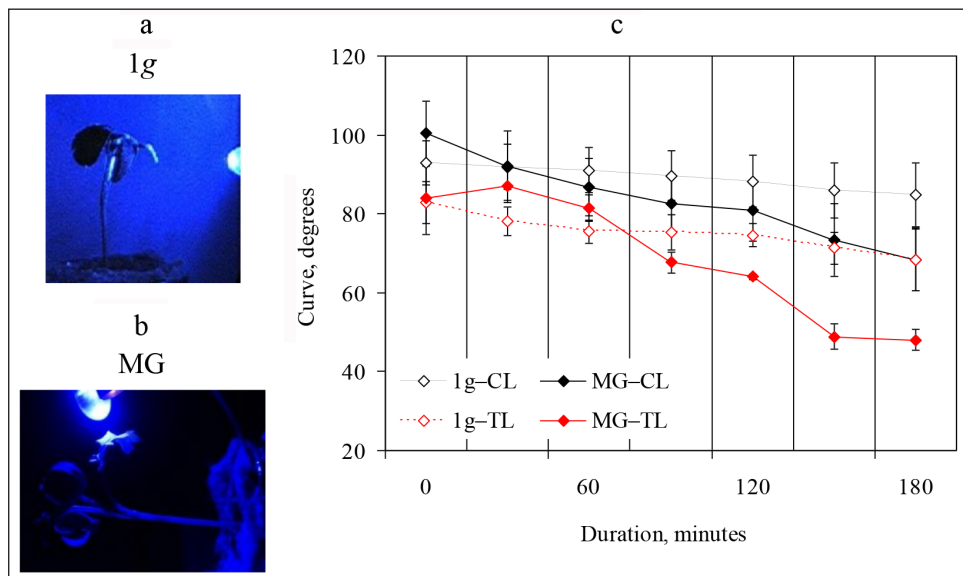 a
1g
b
MG
c
120
100
80
60
40
20
Curve, degrees
1g–CL
MG–CL
1g–TL
MG–TL
0
60
120
180
Duration, minutes